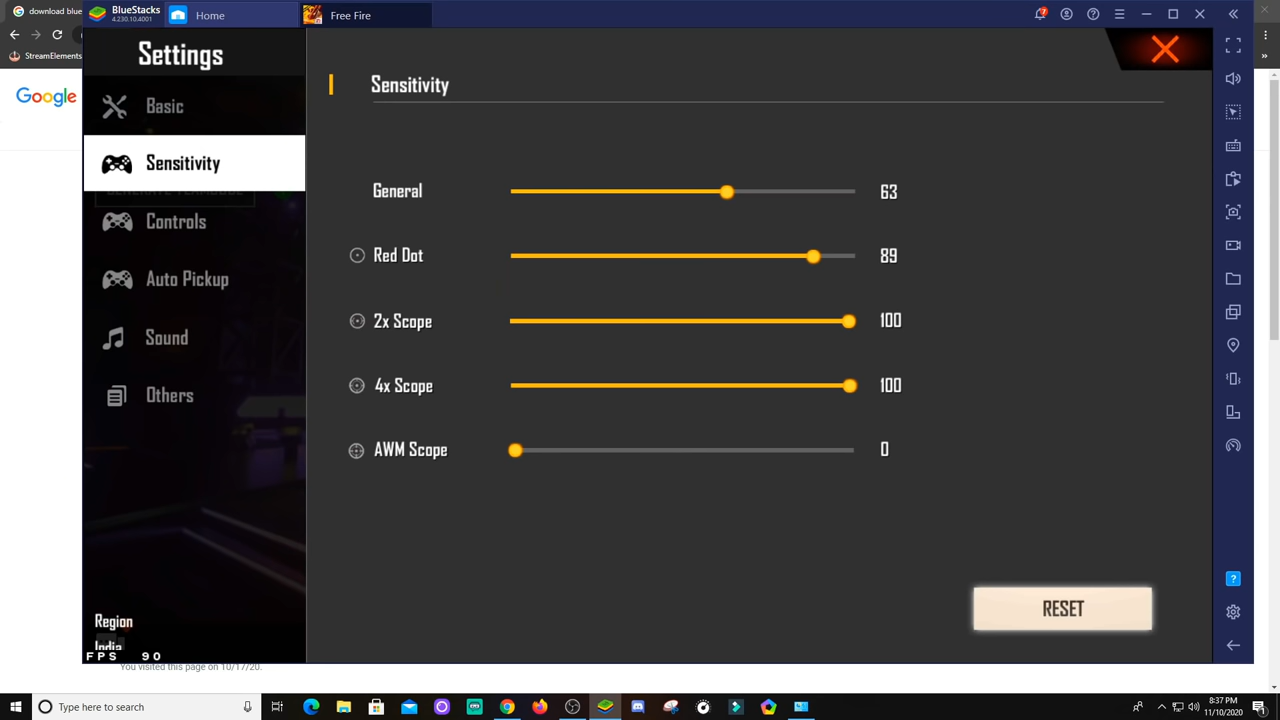 download blues
BlueStacks
4.230.10.4001
Home
Free Fire
7
StreamElements
Google
Settings
Basic
Sensitivity
Controls
Auto Pickup
Sound
Others
Region
India
FPS 90
Sensitivity
General
63
Red Dot
89
2x Scope
100
4x Scope
100
AWM Scope
0
RESET
You visited this page on 10/17/20.
Type here to search
8:37 PM
11/10/2020